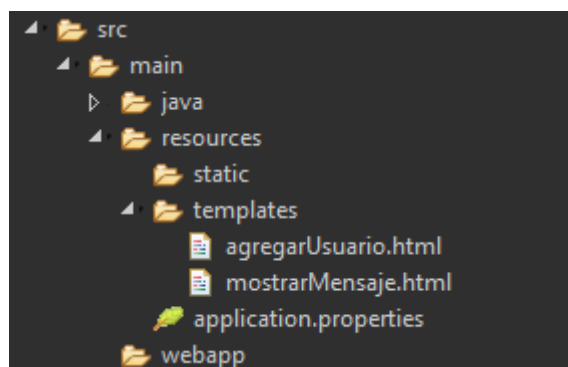 src
main
java
resources
static
templates
agregarUsuario.html
mostrarMensaje.html
application.properties
webapp